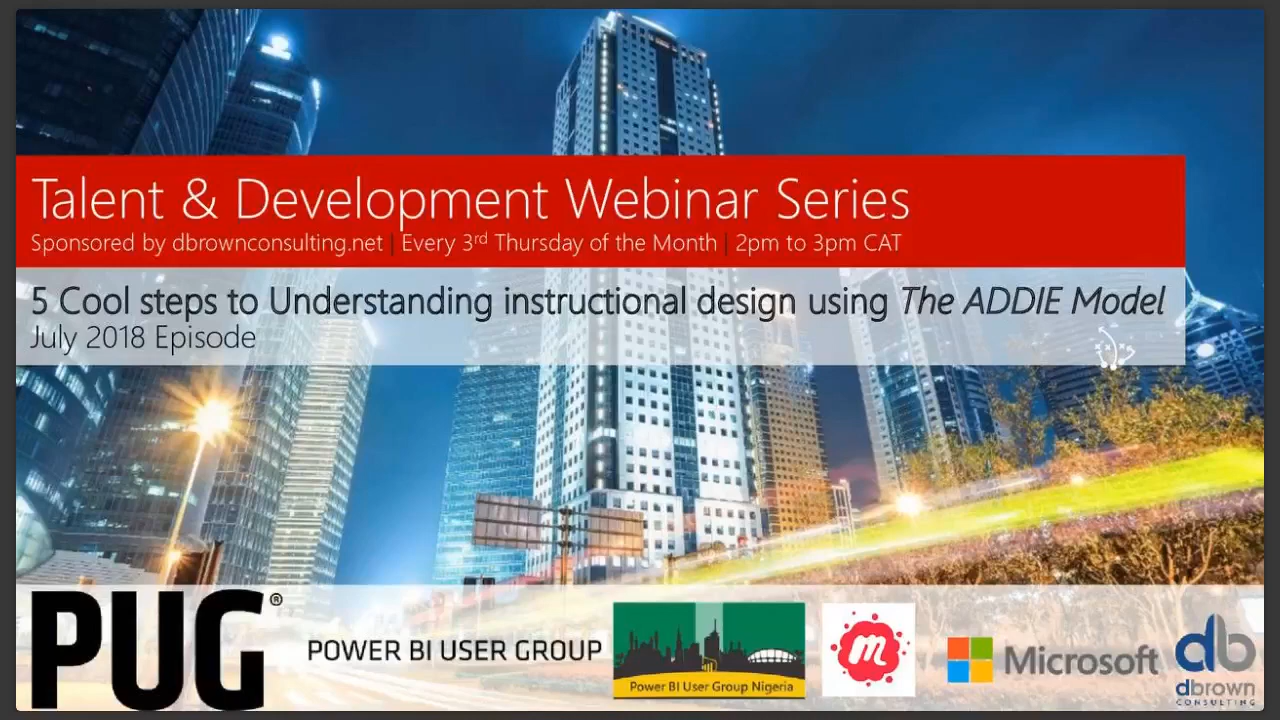 Talent & Development Webinar Series
Sponsored by dbrownconsulting.net | Every 3rd Thursday of the Month | 2pm to 3pm CAT
5 Cool steps to Understanding instructional design using The ADDIE Model
July 2018 Episode
PUG®
POWER BI USER GROUP
Power BI User Group Nigeria
m
Microsoft
db
dbrown
CONSULTING